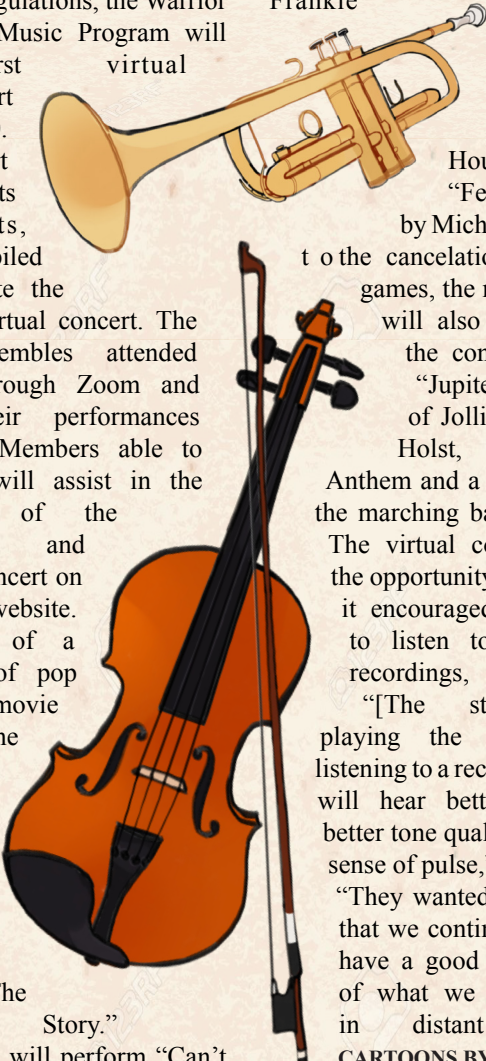 gulations, the Warrior
Music Program will
rst virtual
rt
.
t
ts
ts,
piled
te the
rtual concert. The
sembles attended
rough Zoom and
eir performances
Members able to
will assist in the
of the
and
ncert on
website.
of a
of pop
movie
he
The
Story.”
will perform “Can’t
Frankie
Hou
“Fe
by Mich
t o the cancelatio
games, the m
will also
the con
“Jupite
of Jolli
Holst,
Anthem and a
the marching ba
The virtual co
the opportunity
it encouraged
to listen to
recordings,
“[The st
playing the
listening to a rec
will hear bett
better tone qual
sense of pulse,”
“They wanted
that we contin
have a good
of what we
in distant
CARTOONS BY